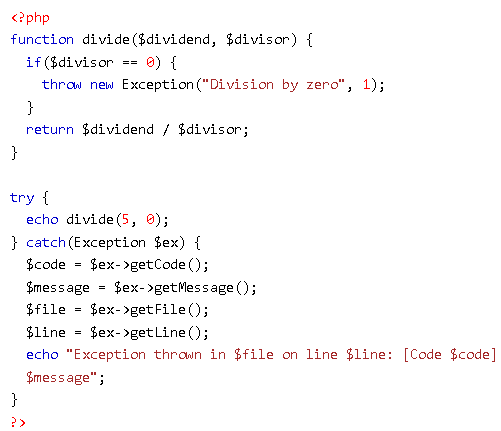 <?php
function divide($dividend, $divisor) {
  if($divisor == 0) {
    throw new Exception("Division by zero", 1);
  }
  return $dividend / $divisor;
}

try {
  echo divide(5, 0);
} catch(Exception $ex) {
  $code = $ex->getCode();
  $message = $ex->getMessage();
  $file = $ex->getFile();
  $line = $ex->getLine();
  echo "Exception thrown in $file on line $line: [Code $code]
  $message";
}
?>